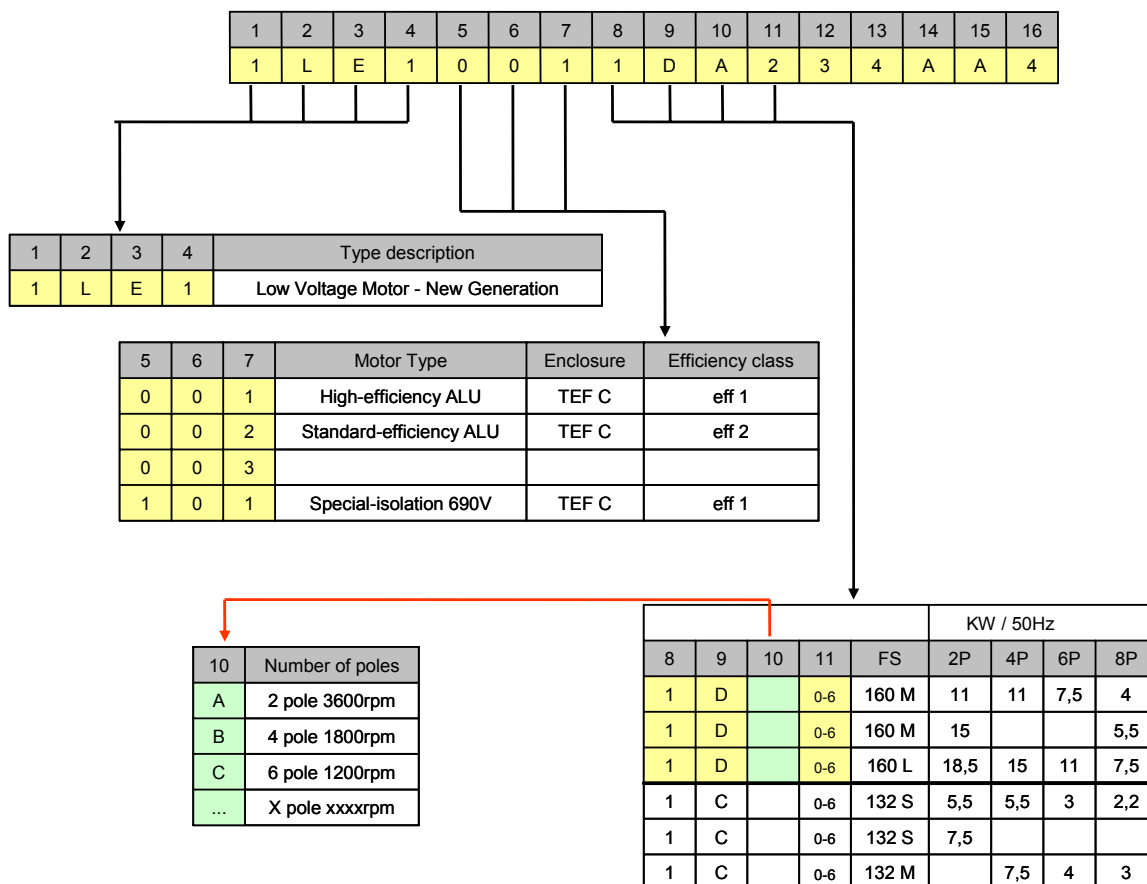 1 2 3 4 5 6 7 8 9 10 11 12 13 14 15 16
1 L E 1 0 0 1 1 D A 2 3 4 A A 4
1 2 3 4 Type description
1 L E 1 Low Voltage Motor - New Generation
5 6 7 Motor Type Enclosure Efficiency class
0 0 1 High-efficiency ALU TEF C eff 1
0 0 2 Standard-efficiency ALU TEF C eff 2
0 0 3
1 0 1 Special-isolation 690V TEF C eff 1
10 Number of poles
A 2 pole 3600rpm
B 4 pole 1800rpm
C 6 pole 1200rpm
... X pole xxxxrpm
KW / 50Hz
8 9 10 11 FS 2P 4P 6P 8P
1 D 0-6 160 M 11 11 7,5 4
1 D 0-6 160 M 15 5,5
1 D 0-6 160 L 18,5 15 11 7,5
1 C 0-6 132 S 5,5 5,5 3 2,2
1 C 0-6 132 S 7,5
1 C 0-6 132 M 7,5 4 3